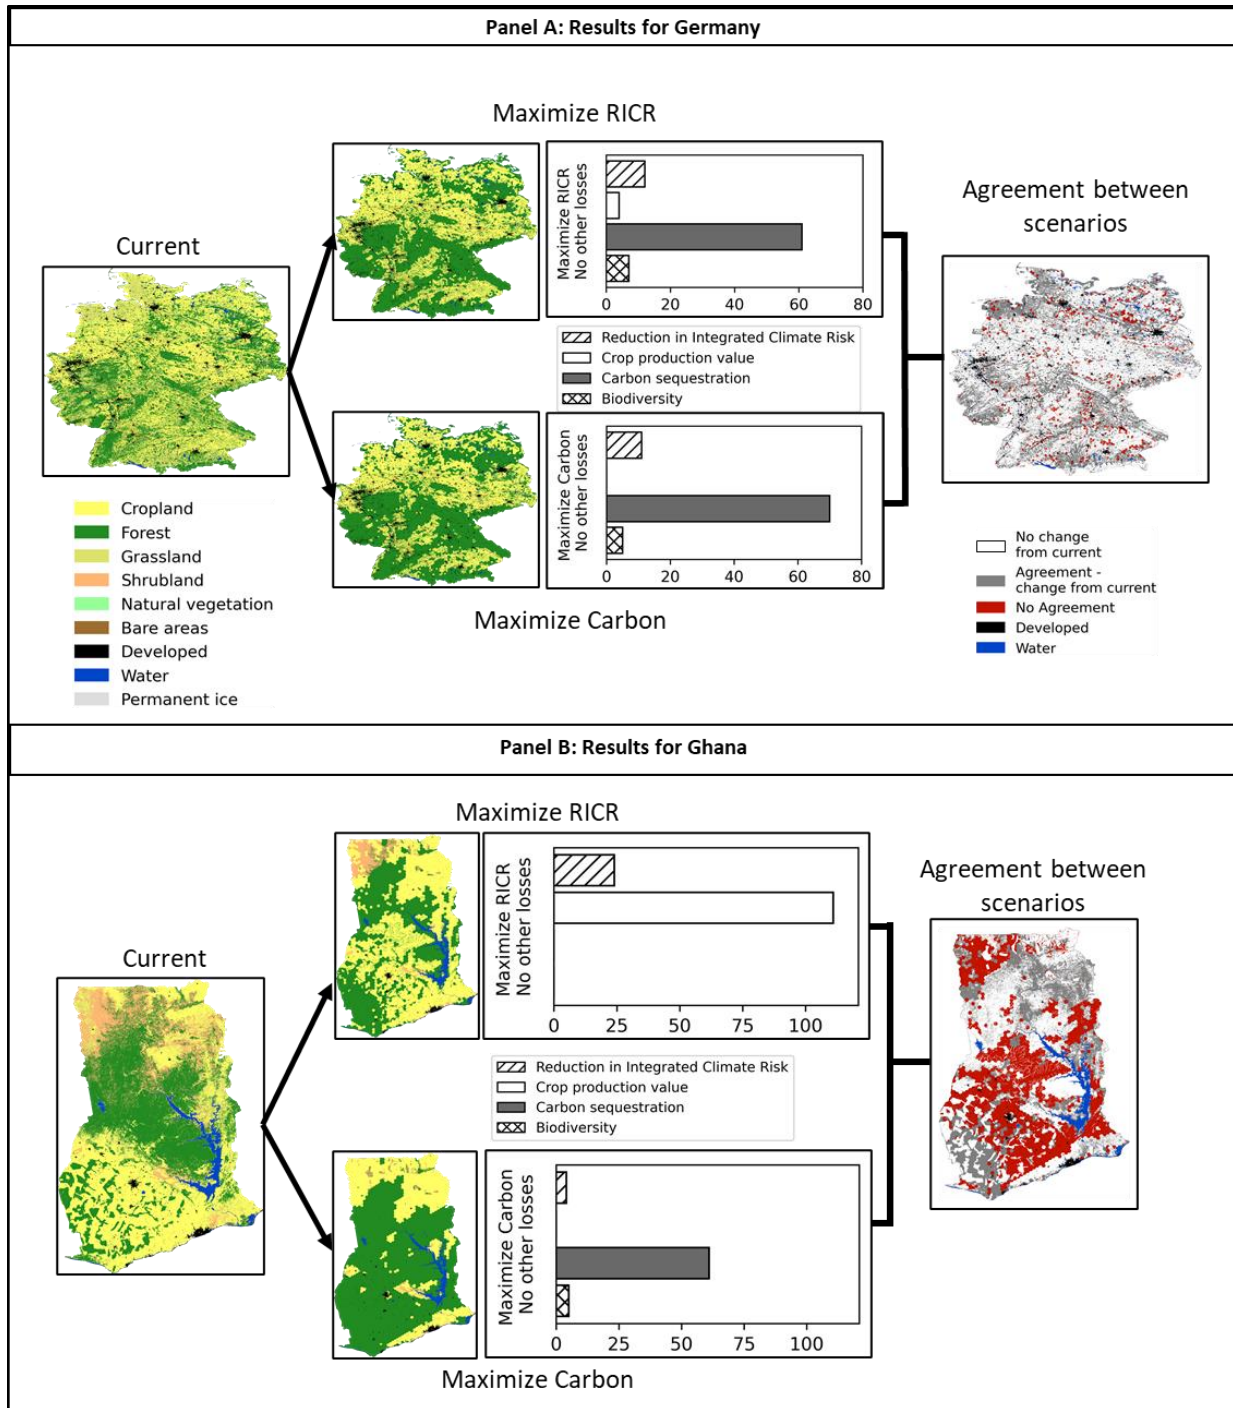 Panel A: Results for Germany
Maximize RICR
Maximize RICR
No other losses
0 20 40 60 80
Agreement between
scenarios
Current
Reduction in Integrated Climate Risk
Crop production value
Carbon sequestration
Biodiversity
Maximize Carbon
No other losses
0 20 40 60 80
Maximize Carbon
Cropland
Forest
Grassland
Shrubland
Natural vegetation
Bare areas
Developed
Water
Permanent ice
No change
from current
Agreement -
change from current
No Agreement
Developed
Water
Panel B: Results for Ghana
Maximize RICR
Maximize RICR
No other losses
0 25 50 75 100
Agreement between
scenarios
Current
Reduction in Integrated Climate Risk
Crop production value
Carbon sequestration
Biodiversity
Maximize Carbon
No other losses
0 25 50 75 100
Maximize Carbon